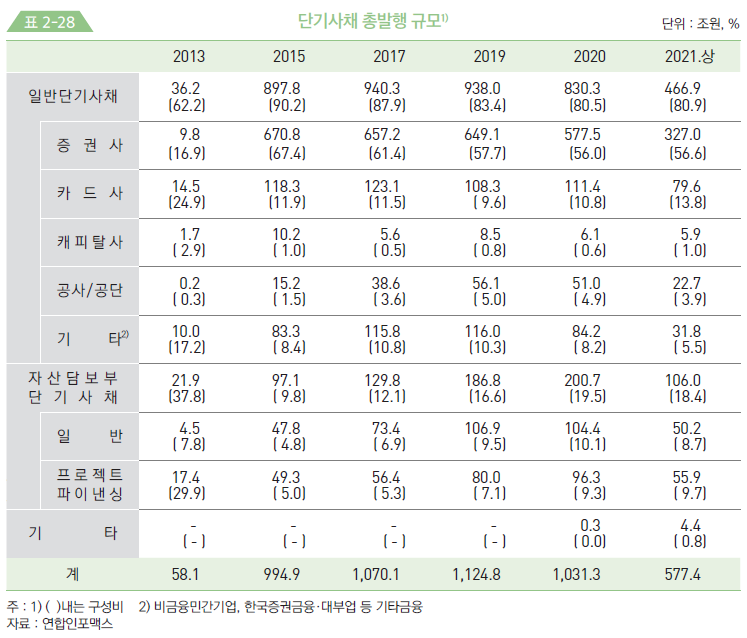 표 2-28
단기사채 총발행 규모1)
단위 : 조원, %
2013 2015 2017 2019 2020 2021.상
일반단기사채 36.2 897.8 940.3 938.0 830.3 466.9
(62.2) (90.2) (87.9) (83.4) (80.5) (80.9)
증 권 사 9.8 670.8 657.2 649.1 577.5 327.0
(16.9) (67.4) (61.4) (57.7) (56.0) (56.6)
카 드 사 14.5 118.3 123.1 108.3 111.4 79.6
(24.9) (11.9) (11.5) ( 9.6) (10.8) (13.8)
캐피탈사 1.7 10.2 5.6 8.5 6.1 5.9
( 2.9) ( 1.0) ( 0.5) ( 0.8) ( 0.6) ( 1.0)
공사/공단 0.2 15.2 38.6 56.1 51.0 22.7
( 0.3) ( 1.5) ( 3.6) ( 5.0) ( 4.9) ( 3.9)
기 타2) 10.0 83.3 115.8 116.0 84.2 31.8
(17.2) ( 8.4) (10.8) (10.3) ( 8.2) ( 5.5)
자산담보부 21.9 97.1 129.8 186.8 200.7 106.0
단기사채 (37.8) ( 9.8) (12.1) (16.6) (19.5) (18.4)
일 반 4.5 47.8 73.4 106.9 104.4 50.2
( 7.8) ( 4.8) ( 6.9) ( 9.5) (10.1) ( 8.7)
프로젝트 17.4 49.3 56.4 80.0 96.3 55.9
파이낸싱 (29.9) ( 5.0) ( 5.3) ( 7.1) ( 9.3) ( 9.7)
기 타 - - - - 0.3 4.4
( - ) ( - ) ( - ) ( - ) ( 0.0) ( 0.8)
계 58.1 994.9 1,070.1 1,124.8 1,031.3 577.4
주 : 1) ( )내는 구성비 2) 비금융민간기업, 한국증권금융·대부업 등 기타금융
자료 : 연합인포맥스